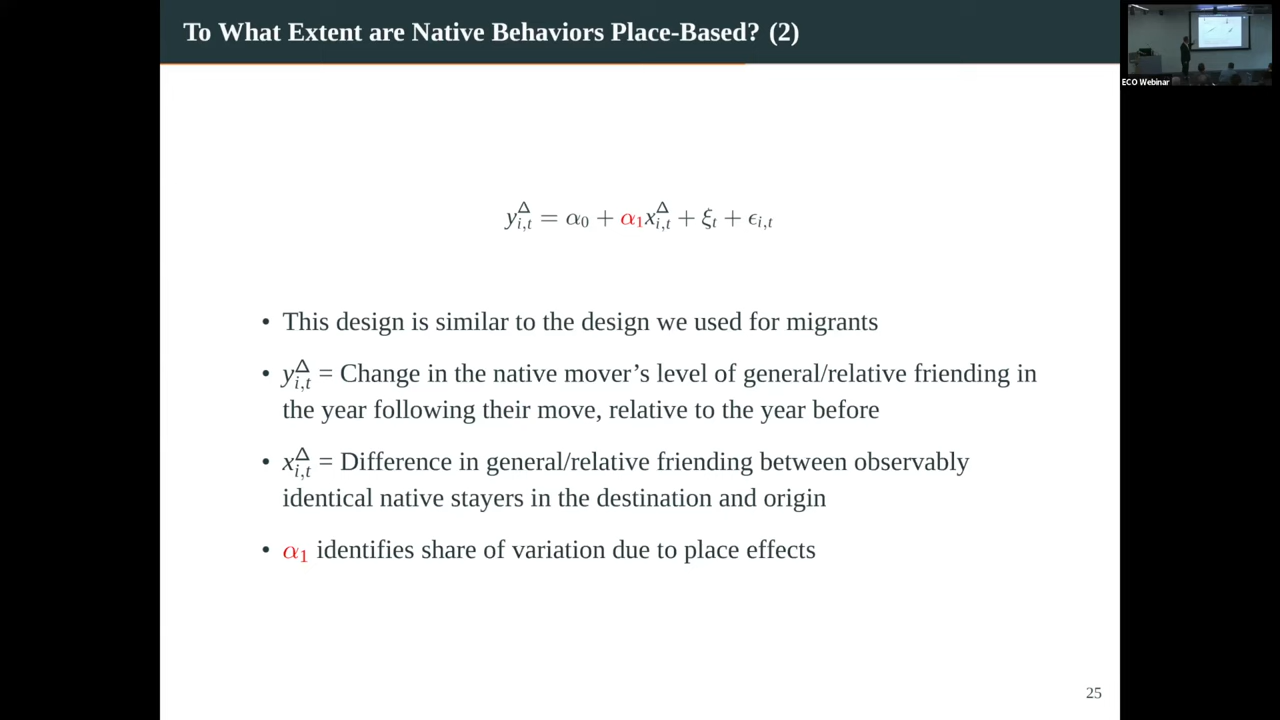 To What Extent are Native Behaviors Place-Based? (2)
ECO Webinar
y^Δ_{i,t} = α_0 + α_1 x^Δ_{i,t} + ξ_t + ϵ_{i,t}
• This design is similar to the design we used for migrants
• y^Δ_{i,t} = Change in the native mover’s level of general/relative friending in
the year following their move, relative to the year before
• x^Δ_{i,t} = Difference in general/relative friending between observably
identical native stayers in the destination and origin
• α_1 identifies share of variation due to place effects
25